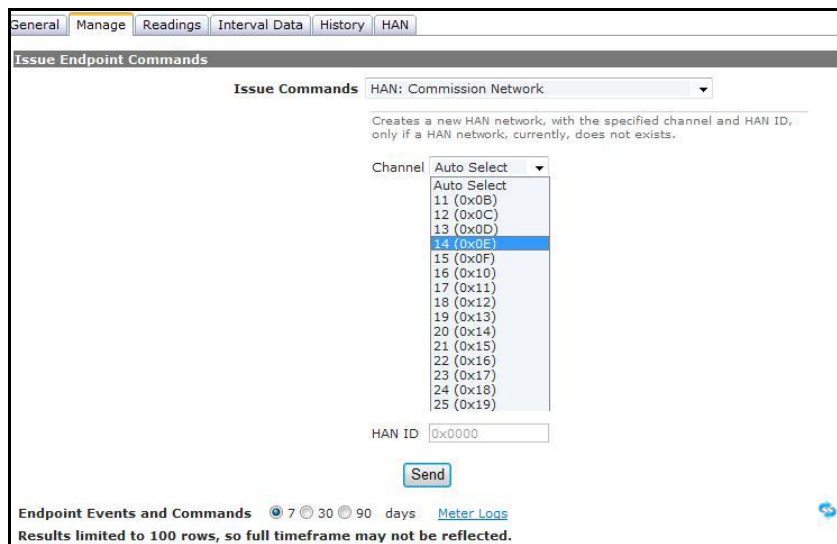 General Manage Readings Interval Data History HAN
Issue Endpoint Commands
Issue Commands HAN: Commission Network
Creates a new HAN network, with the specified channel and HAN ID,
only if a HAN network, currently, does not exists.
Channel Auto Select
Auto Select
11 (0x0B)
12 (0x0C)
13 (0x0D)
14 (0x0E)
15 (0x0F)
16 (0x10)
17 (0x11)
18 (0x12)
19 (0x13)
20 (0x14)
21 (0x15)
22 (0x16)
23 (0x17)
24 (0x18)
25 (0x19)
HAN ID 0x0000
Send
Endpoint Events and Commands 7 30 90 days Meter Logs
Results limited to 100 rows, so full timeframe may not be reflected.